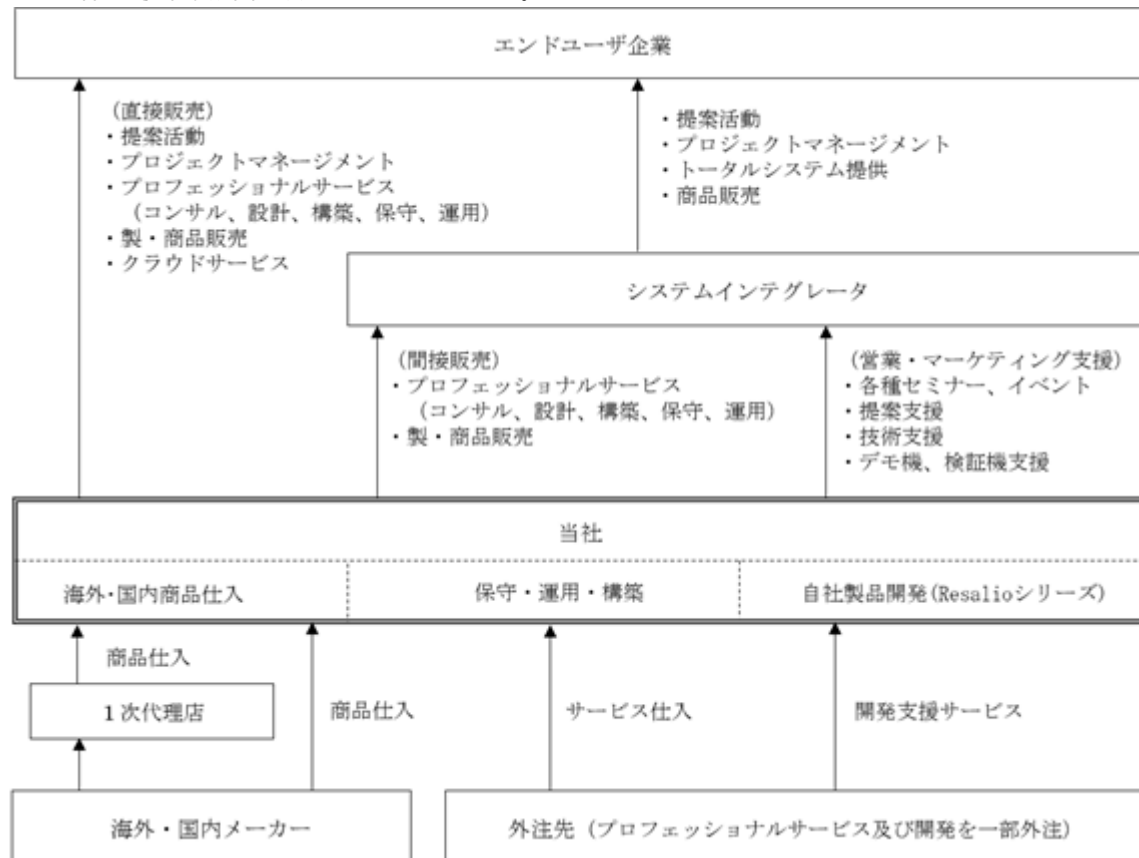 エンドユーザ企業
(直接販売)
・提案活動
・プロジェクトマネージメント
・プロフェッショナルサービス
(コンサル、設計、構築、保守、運用)
・製・商品販売
・クラウドサービス
・提案活動
・プロジェクトマネージメント
・トータルシステム提供
・商品販売
システムインテグレータ
(間接販売)
・プロフェッショナルサービス
(コンサル、設計、構築、保守、運用)
・製・商品販売
(営業・マーケティング支援)
・各種セミナー、イベント
・提案支援
・技術支援
・デモ機、検証機支援
当社
海外・国内商品仕入
保守・運用・構築
自社製品開発(Resalioシリーズ)
商品仕入
1次代理店
商品仕入
サービス仕入
開発支援サービス
海外・国内メーカー
外注先（プロフェッショナルサービス及び開発を一部外注）